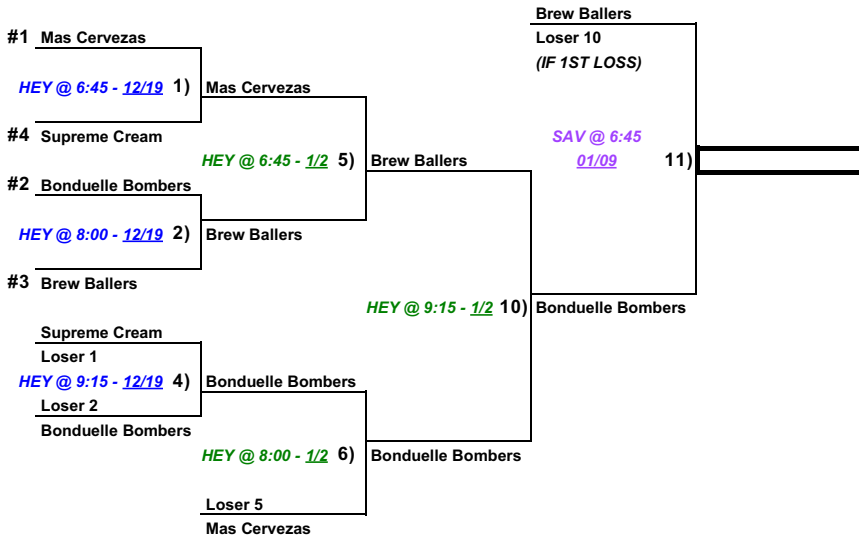 Brew Ballers
#1 Mas Cervezas
Loser 10
(IF 1ST LOSS)
HEY @ 6:45 - 12/19 1)
Mas Cervezas
#4 Supreme Cream
SAV @ 6:45
01/09 11)
HEY @ 6:45 - 1/2 5)
Brew Ballers
#2 Bonduelle Bombers
HEY @ 8:00 - 12/19 2)
Brew Ballers
#3 Brew Ballers
HEY @ 9:15 - 1/2 10)
Bonduelle Bombers
Supreme Cream
Loser 1
HEY @ 9:15 - 12/19 4)
Bonduelle Bombers
Loser 2
Bonduelle Bombers
HEY @ 8:00 - 1/2 6)
Bonduelle Bombers
Loser 5
Mas Cervezas